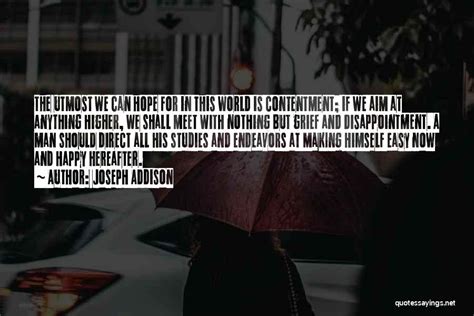 THE UTMOST WE CAN HOPE FOR IN THIS WORLD IS CONTENTMENT; IF WE AIM AT
ANYTHING HIGHER, WE SHALL MEET WITH NOTHING BUT GRIEF AND DISAPPOINTMENT. A
MAN SHOULD DIRECT ALL HIS STUDIES AND ENDEAVORS AT MAKING HIMSELF EASY NOW
AND HAPPY HEREAFTER.
~ AUTHOR: JOSEPH ADDISON
quotessayings.net